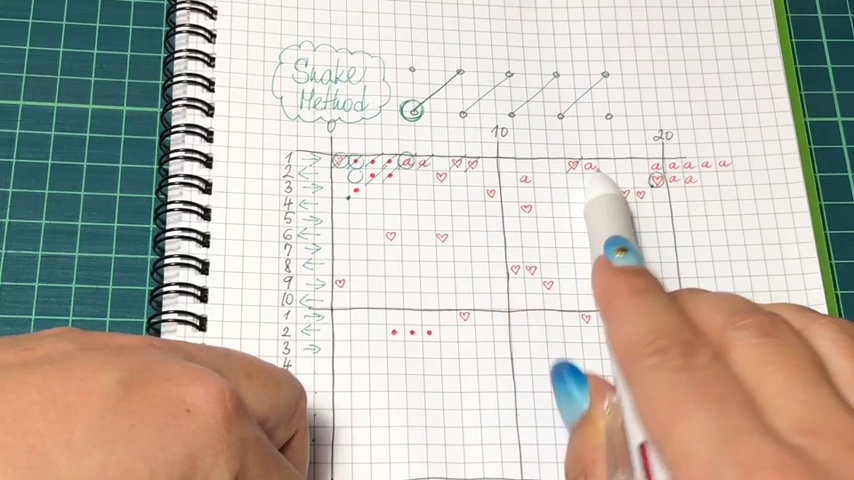 Snake
Method
0 10 20
1 → ♡ • • • a a ♡ ♡ ♡ a a a a a a
2 ← • • ♡ a ♡ a a
3 → • ♡ ♡ ♡
4 ← ♡
5 →
6 ← ♡ ♡
7 →
8 ← ♡ ♡
9 → ♡ ♡
10 ←
1 → ♡ ♡
2 ← • • •
3 →
4